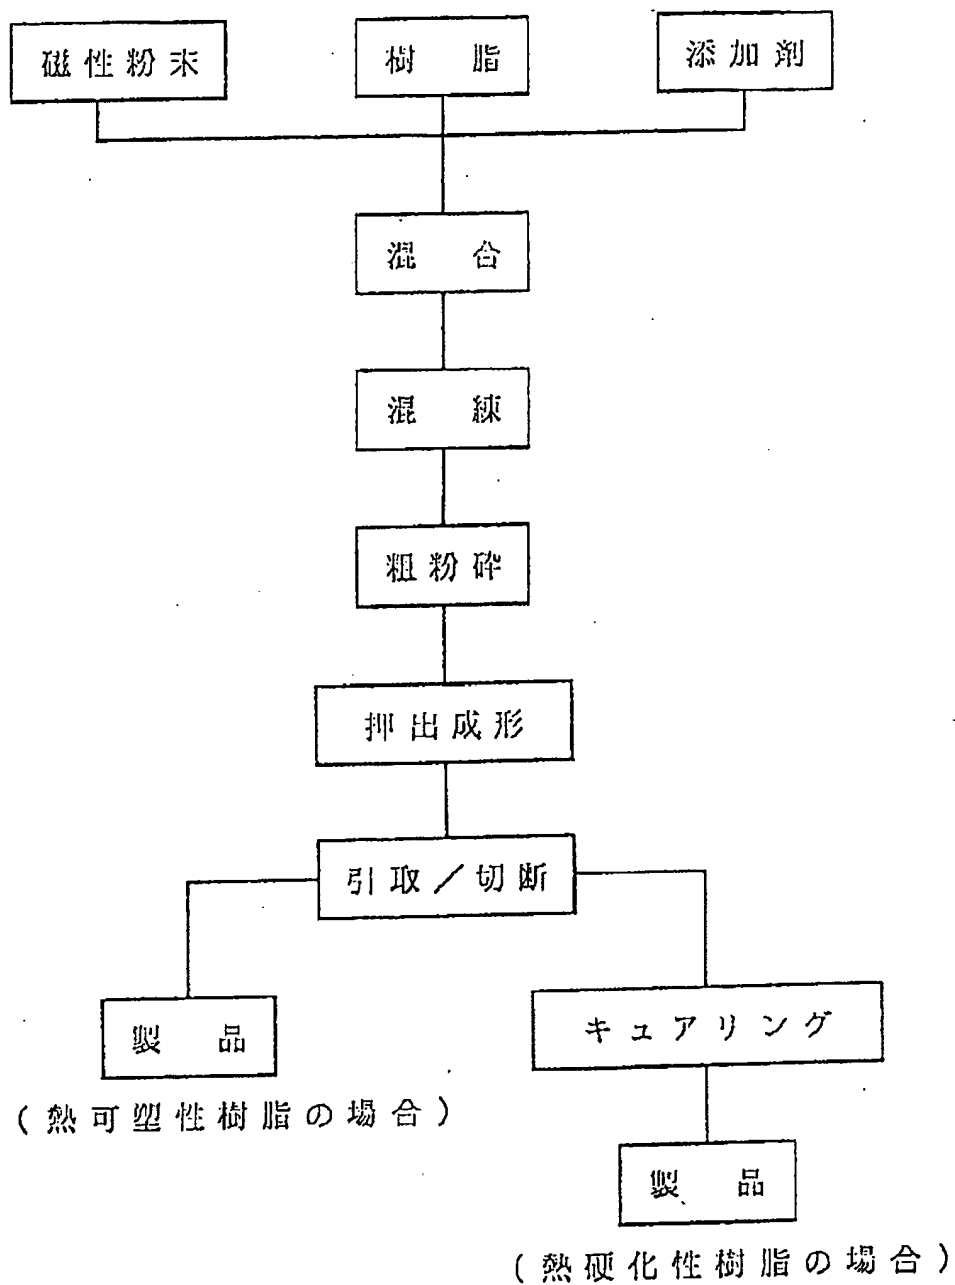 磁性粉末
樹脂
添加剤
混合
混練
粗粉砕
押出成形
引取／切断
製品
キュアリング
(熱可塑性樹脂の場合)
製品
(熱硬化性樹脂の場合)